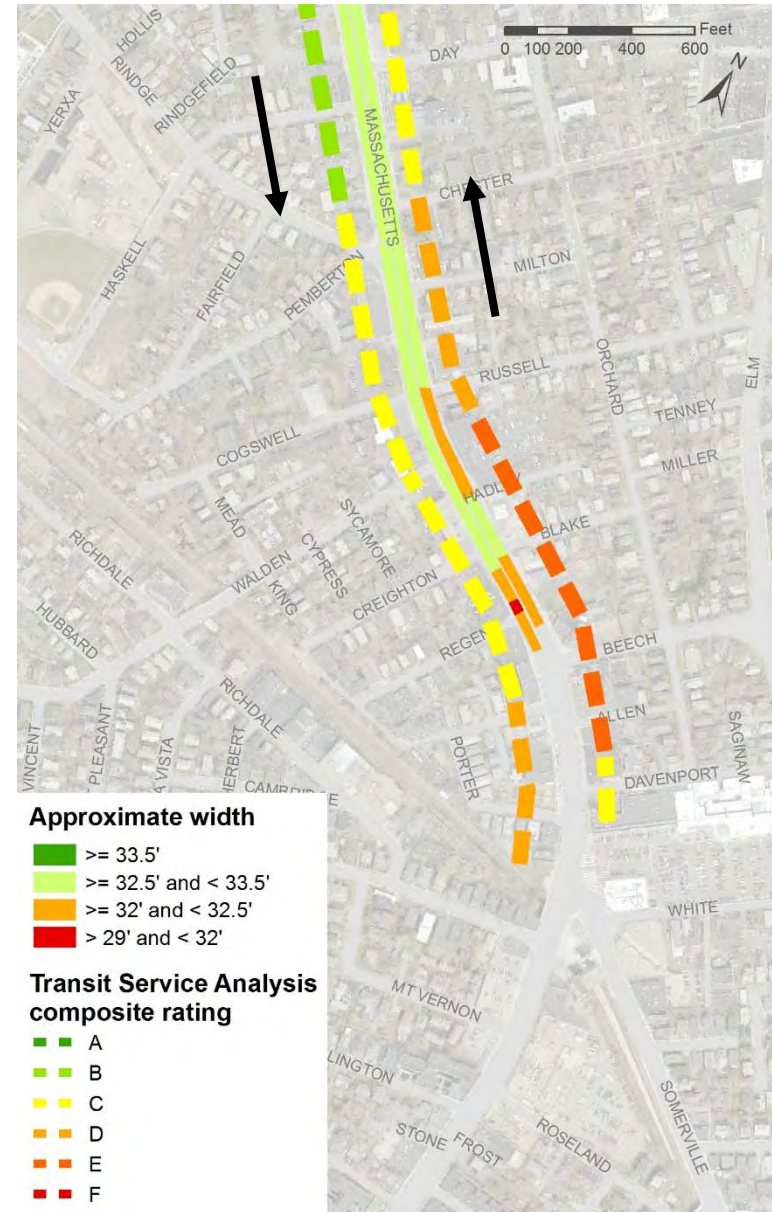 HOLLIS
RINDGE
RINDGEFIELD
YERXA
DAY
Feet
0 100 200 400 600
N
MASSACHUSETTS
CHESTER
HASKELL
FAIRFIELD
PEMBERTON
MILTON
RUSSELL
ORCHARD
ELM
TENNEY
COGSWELL
MILLER
HADLEY
MEAD
SYCAMORE
BLAKE
RICHDALE
WALDEN
CYPRESS
KING
CREIGHTON
HUBBARD
REGEN
BEECH
RICHDALE
ALLEN
VINCENT
PLEASANT
A VISTA
HERBERT
PORTER
SAGINAW
DAVENPORT
CAMBRIDGE
Approximate width
>= 33.5'
>= 32.5' and < 33.5'
>= 32' and < 32.5'
> 29' and < 32'
WHITE
Transit Service Analysis
composite rating
A
B
C
D
E
F
MT VERNON
LINGTON
STONE
FROST
ROSELAND
SOMERVILLE